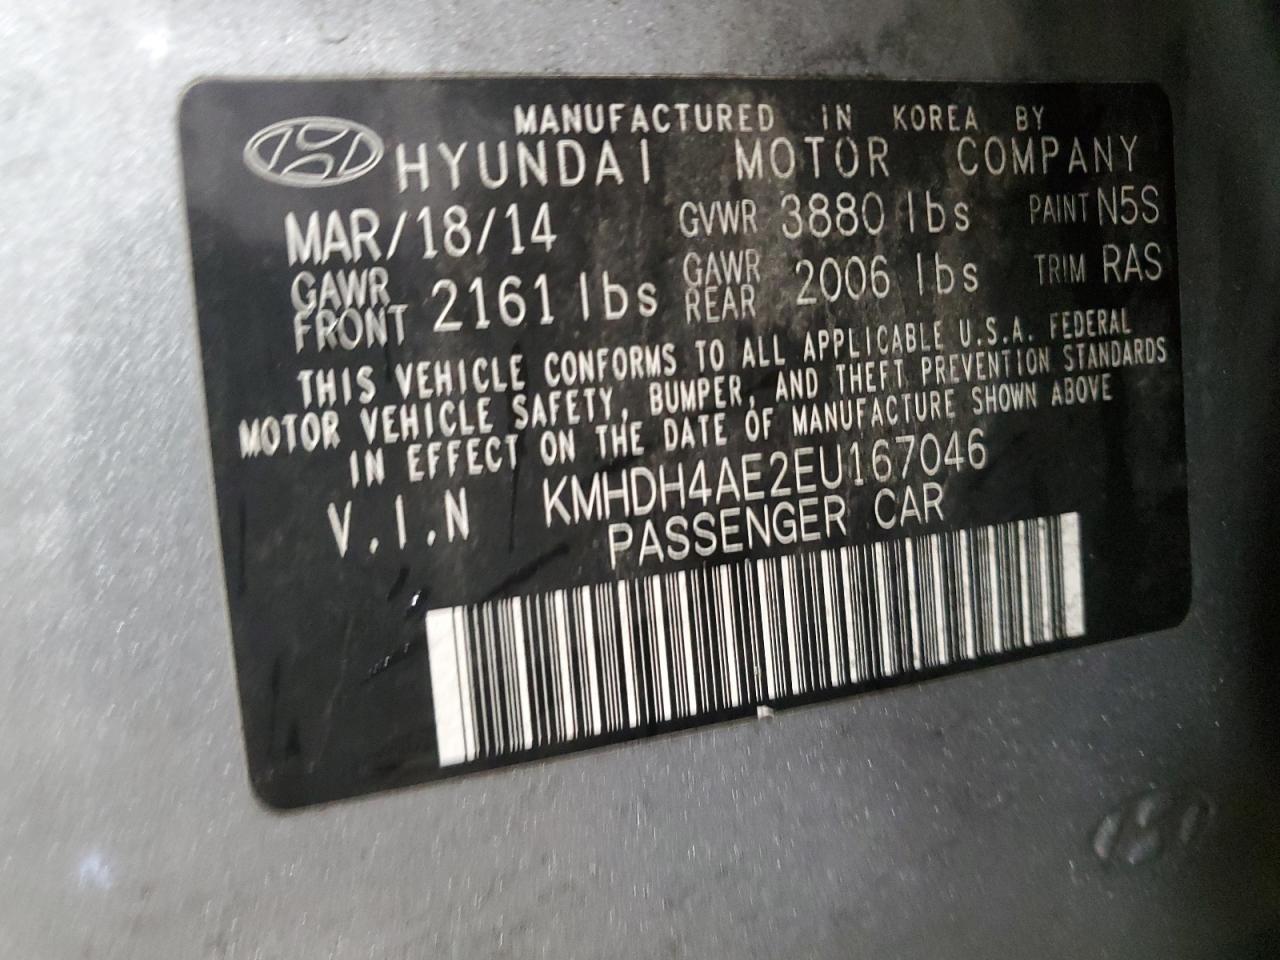 MANUFACTURED IN KOREA BY
HYUNDAI MOTOR COMPANY
MAR/18/14 GVWR 3880 lbs PAINT N5S
GAWR FRONT 2161 lbs GAWR REAR 2006 lbs TRIM RAS
THIS VEHICLE CONFORMS TO ALL APPLICABLE U.S.A. FEDERAL
MOTOR VEHICLE SAFETY, BUMPER, AND THEFT PREVENTION STANDARDS
IN EFFECT ON THE DATE OF MANUFACTURE SHOWN ABOVE
V.I.N KMHDH4AE2EU167046
PASSENGER CAR